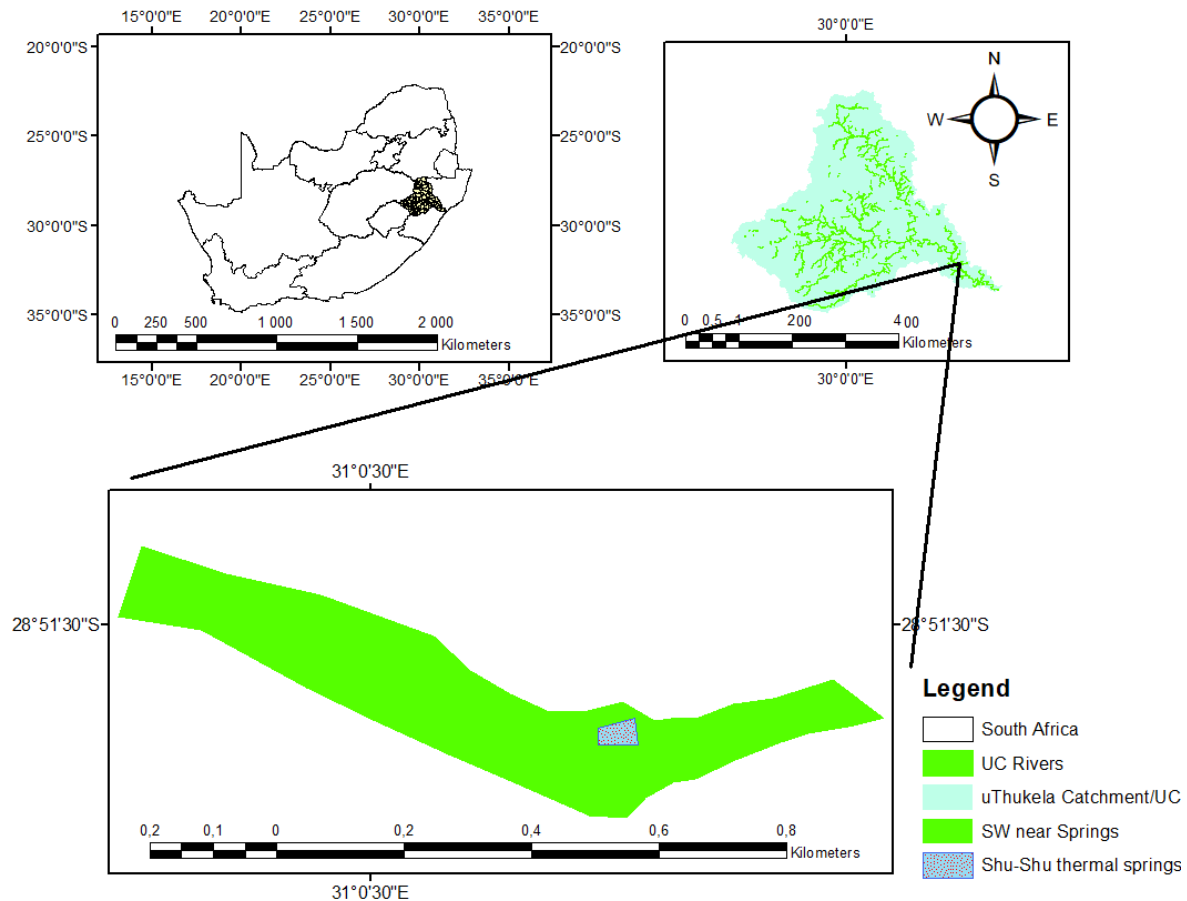 15°0'0"E 20°0'0"E 25°0'0"E 30°0'0"E 35°0'0"E
20°0'0"S 20°0'0"S
25°0'0"S 25°0'0"S
30°0'0"S 30°0'0"S
35°0'0"S 35°0'0"S
0 250 500 1 000 1 500 2 000
Kilometers
15°0'0"E 20°0'0"E 25°0'0"E 30°0'0"E 35°0'0"E
30°0'0"E
N
W E
S
0 0,5 1 200 400
Kilometers
30°0'0"E
31°0'30"E
28°51'30"S 28°51'30"S
0,2 0,1 0 0,2 0,4 0,6 0,8
Kilometers
31°0'30"E
Legend
South Africa
UC Rivers
uThukela Catchment/UC
SW near Springs
Shu-Shu thermal springs